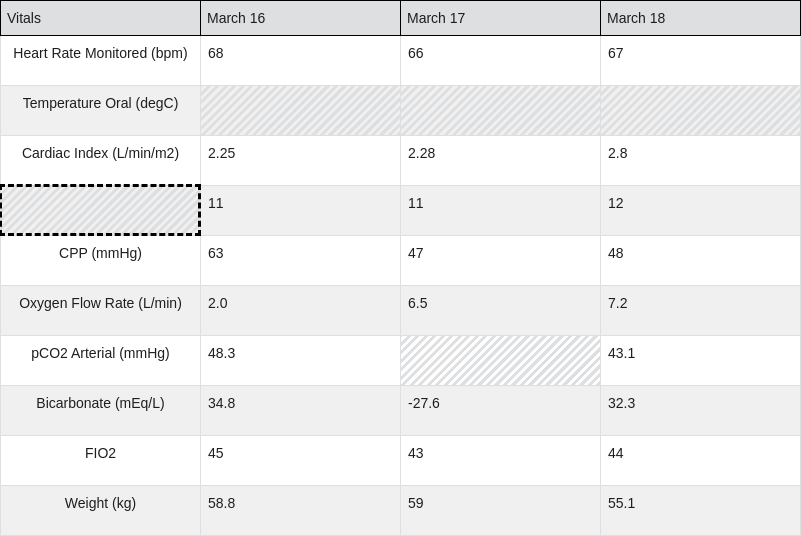 Vitals March 16 March 17 March 18
Heart Rate Monitored (bpm) 68 66 67
Temperature Oral (degC)
Cardiac Index (L/min/m2) 2.25 2.28 2.8
11 11 12
CPP (mmHg) 63 47 48
Oxygen Flow Rate (L/min) 2.0 6.5 7.2
pCO2 Arterial (mmHg) 48.3 43.1
Bicarbonate (mEq/L) 34.8 -27.6 32.3
FIO2 45 43 44
Weight (kg) 58.8 59 55.1